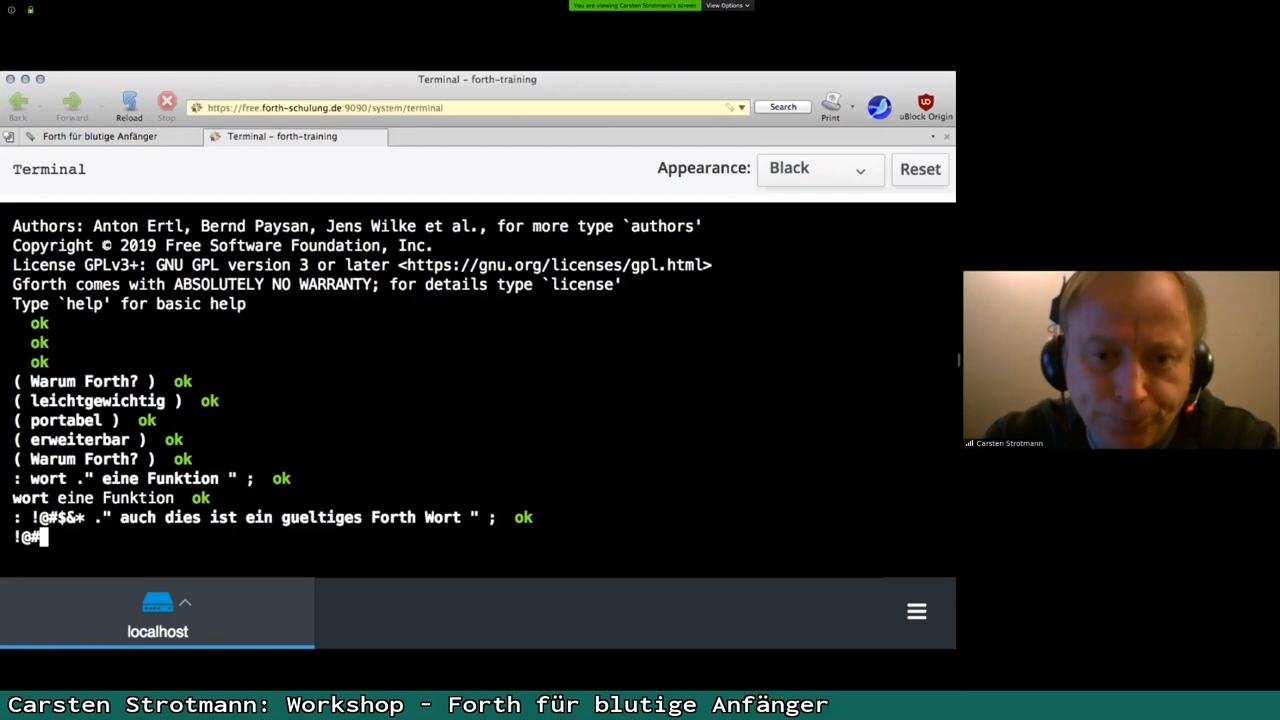 You are viewing Carsten Strotmann's screen View Options
Terminal - forth-training
https://free.forth-schulung.de:9090/system/terminal
Search
Back Forward Reload Stop Print uBlock Origin
Forth für blutige Anfänger Terminal - forth-training
Terminal Appearance: Black Reset
Authors: Anton Ertl, Bernd Paysan, Jens Wilke et al., for more type `authors'
Copyright © 2019 Free Software Foundation, Inc.
License GPLv3+: GNU GPL version 3 or later <https://gnu.org/licenses/gpl.html>
Gforth comes with ABSOLUTELY NO WARRANTY; for details type `license'
Type `help' for basic help
ok
ok
ok
( Warum Forth? ) ok
( leichtgewichtig ) ok
( portabel ) ok
( erweiterbar ) ok
( Warum Forth? ) ok
: wort ." eine Funktion " ; ok
wort eine Funktion ok
: !@#$&* ." auch dies ist ein gueltiges Forth Wort " ; ok
!@#
Carsten Strotmann
localhost
Carsten Strotmann: Workshop - Forth für blutige Anfänger